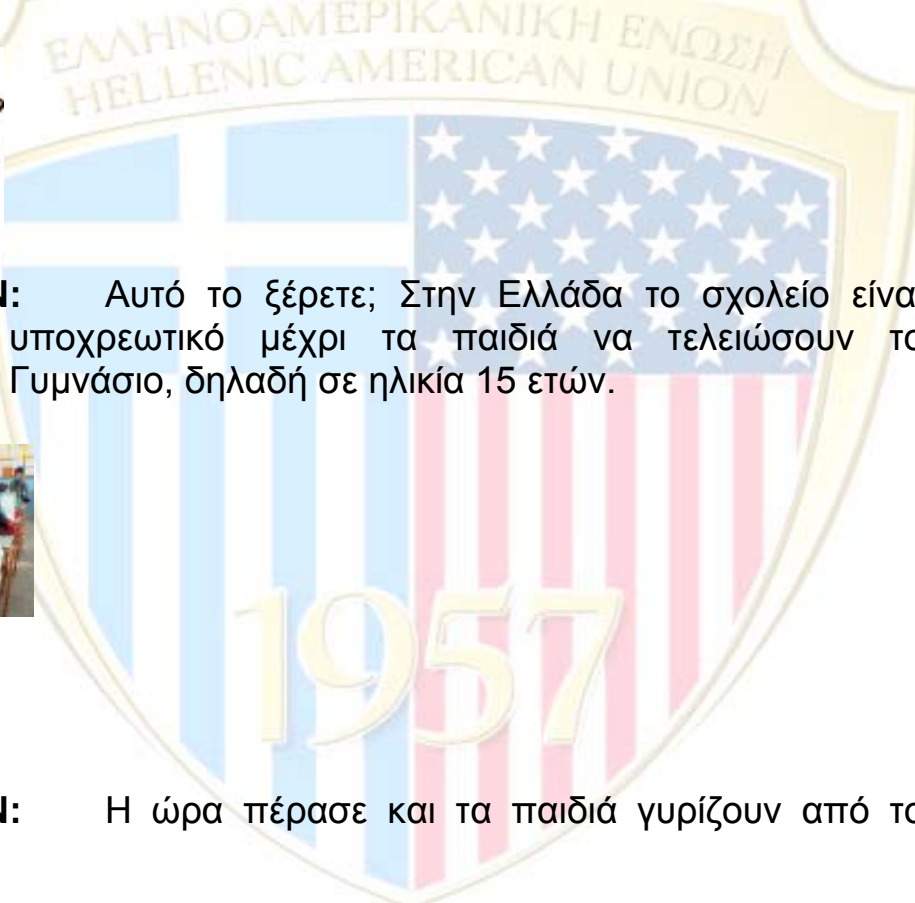 ΕΛΛΗΝΟΑΜΕΡΙΚΑΝΙΚΗ ΕΝΩΣΗ
HELLENIC AMERICAN UNION
N: Αυτό το ξέρετε; Στην Ελλάδα το σχολείο είνα
υποχρεωτικό μέχρι τα παιδιά να τελειώσουν το
Γυμνάσιο, δηλαδή σε ηλικία 15 ετών.
1957
N: Η ώρα πέρασε και τα παιδιά γυρίζουν από το